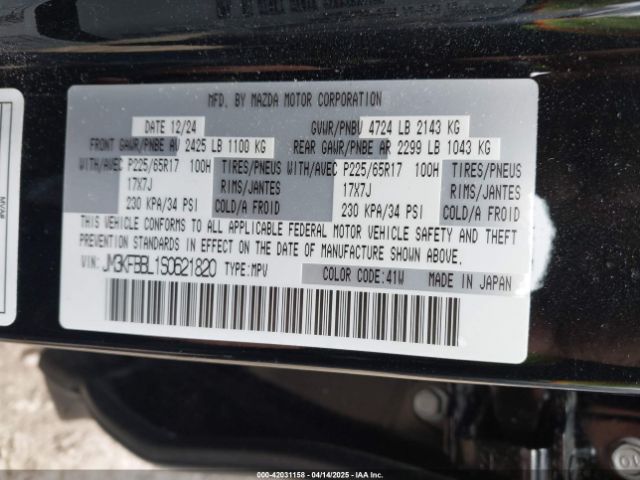 MFD. BY MAZDA MOTOR CORPORATION
DATE 12/24 GVWR/PNBV 4724 LB 2143 KG
FRONT GAWR/PNBE AV 2425 LB 1100 KG REAR GAWR/PNBE AR 2299 LB 1043 KG
WITH/AVEC P225/65R17 100H TIRES/PNEUS WITH/AVEC P225/65R17 100H TIRES/PNEUS
17X7J RIMS/JANTES 17X7J RIMS/JANTES
230 KPA/34 PSI COLD/A FROID 230 KPA/34 PSI COLD/A FROID
THIS VEHICLE CONFORMS TO ALL APPLICABLE FEDERAL MOTOR VEHICLE SAFETY AND THEFT
PREVENTION STANDARDS IN EFFECT ON THE DATE OF MANUFACTURE SHOWN ABOVE.
VIN: JM3KFBBL1S0621820 TYPE:MPV COLOR CODE:41W MADE IN JAPAN
MVA#
000-42031158 - 04/14/2025 - IAA Inc.